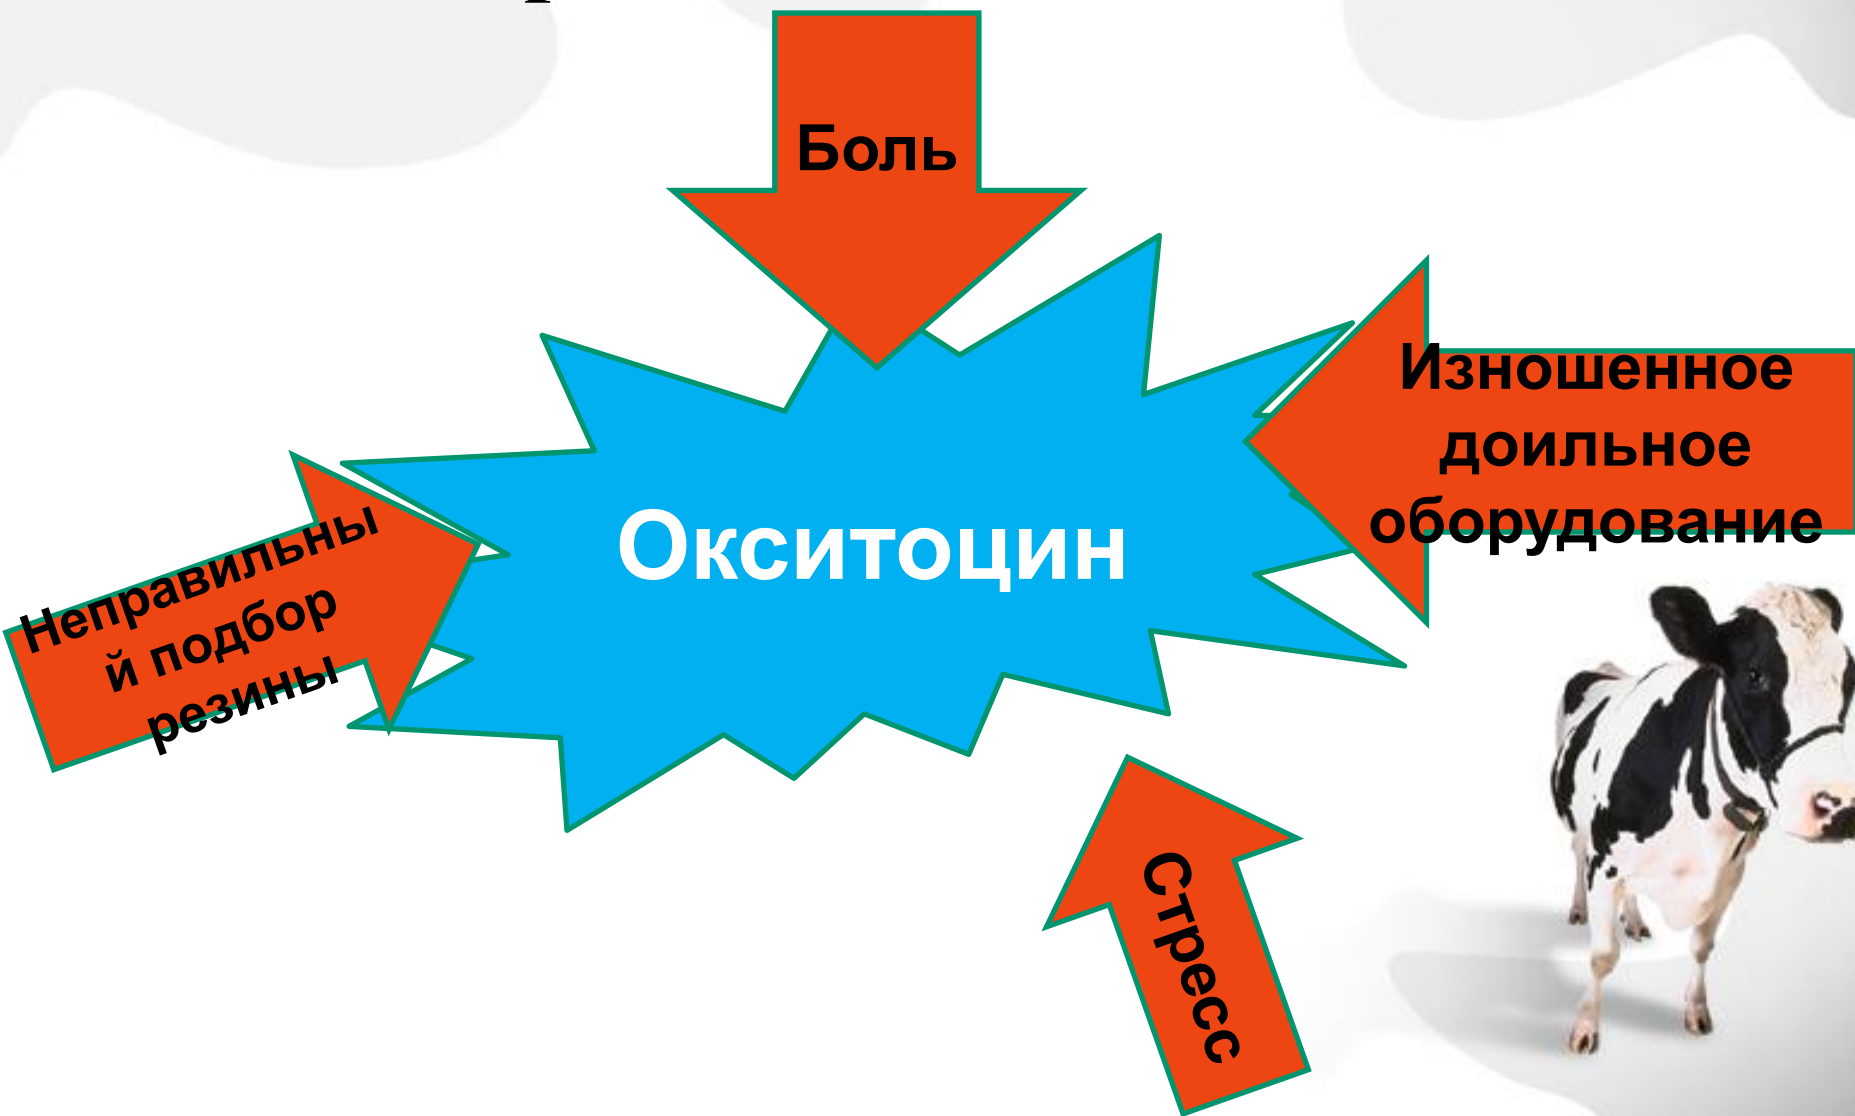 Боль
Изношенное
доильное
оборудование
Окситоцин
Неправильны
й подбор
резины
Стресс